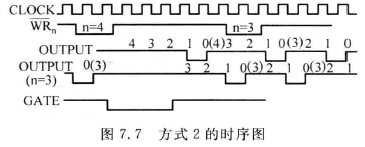 CLOCK
WRn n=4 n=3
OUTPUT 4 3 2 1 0(4)3 2 1 0(3)2 1 0
OUTPUT 0(3) 3 2 1 0(3)2 1 0(3)2 1
(n=3)
GATE
图 7.7 方式 2 的时序图